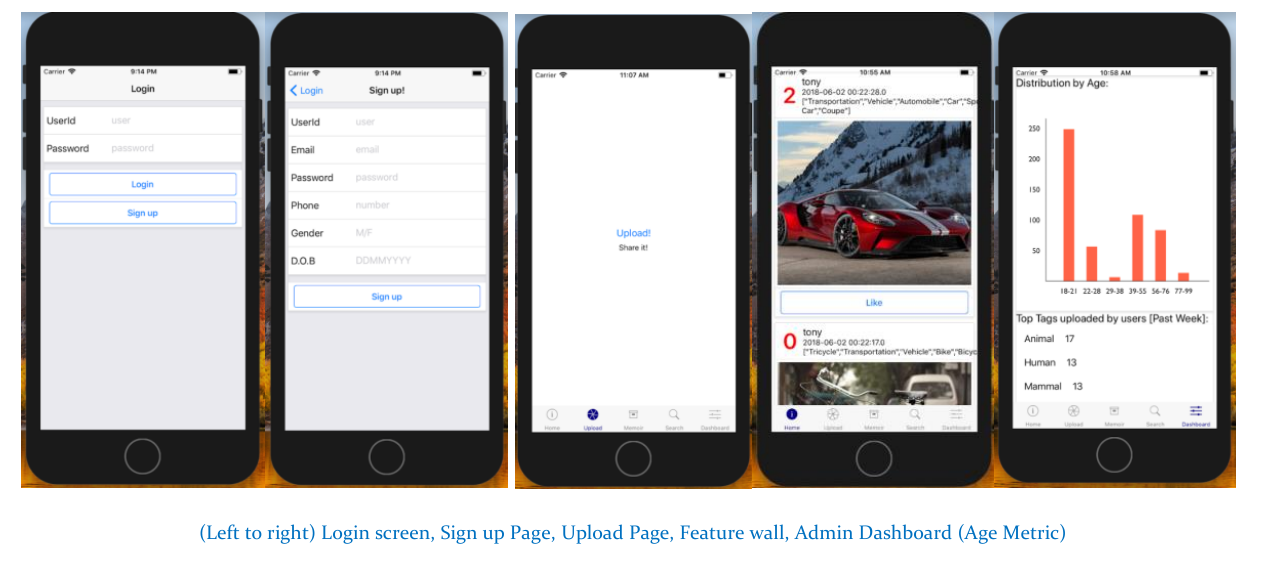 Carrier 9:14 PM
Login
UserId user
Password password
Login
Sign up
Carrier 9:14 PM
Login Sign up!
UserId user
Email email
Password password
Phone number
Gender M/F
D.O.B DDMMYYYY
Sign up
Carrier 11:07 AM
Upload!
Share it!
Home Upload Memoil Search Dashboard
Carrier 10:55 AM
2 tony
2018-06-02 00:22:28.0
["Transportation","Vehicle","Automobile","Car","Spo
Car","Coupe"]
Like
0 tony
2018-06-02 00:22:17.0
["Tricycle","Transportation","Vehicle","Bike","Bicyc
Home Upload Memoil Search Dashboard
Carrier 10:58 AM
Distribution by Age:
250
200
150
100
50
18-21 22-28 29-38 39-55 56-76 77-99
Top Tags uploaded by users [Past Week]:
Animal 17
Human 13
Mammal 13
Home Upload Memoil Search Dashboard
(Left to right) Login screen, Sign up Page, Upload Page, Feature wall, Admin Dashboard (Age Metric)